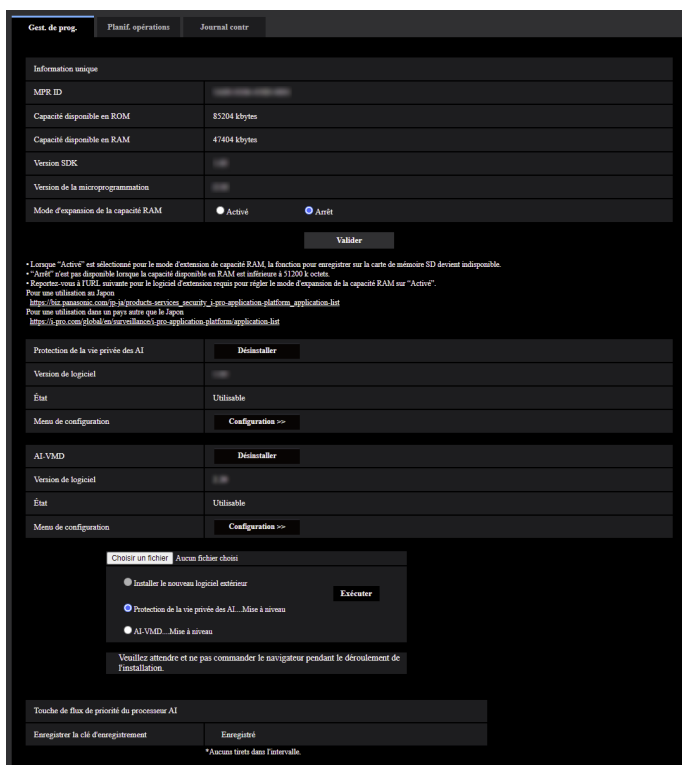 Gest. de prog. Planif. opérations Journal contr
Information unique
MPR ID
Capacité disponible en ROM 85204 kbytes
Capacité disponible en RAM 47404 kbytes
Version SDK
Version de la microprogrammation
Mode d'expansion de la capacité RAM Activé Arrêt
Valider
• Lorsque "Activé" est sélectionné pour le mode d'extension de capacité RAM, la fonction pour enregistrer sur la carte de mémoire SD devient indisponible.
• "Arrêt" n'est pas disponible lorsque la capacité disponible en RAM est inférieure à 51200 k octets.
• Reportez-vous à l'URL suivante pour le logiciel d'extension requis pour régler le mode d'expansion de la capacité RAM sur "Activé".
Pour une utilisation au Japon
https://biz.panasonic.com/jp-ja/products-services_security_i-pro-application-platform_application-list
Pour une utilisation dans un pays autre que le Japon
https://i-pro.com/global/en/surveillance/i-pro-application-platform/application-list
Protection de la vie privée des AI Désinstaller
Version de logiciel
État Utilisable
Menu de configuration Configuration >>
AI-VMD Désinstaller
Version de logiciel
État Utilisable
Menu de configuration Configuration >>
Choisir un fichier Aucun fichier choisi
Installer le nouveau logiciel extérieur
Exécuter
Protection de la vie privée des AI....Mise à niveau
AI-VMD....Mise à niveau
Veuillez attendre et ne pas commander le navigateur pendant le déroulement de
l'installation.
Touche de flux de priorité du processeur AI
Enregistrer la clé d'enregistrement Enregistré
*Aucuns tirets dans l'intervalle.